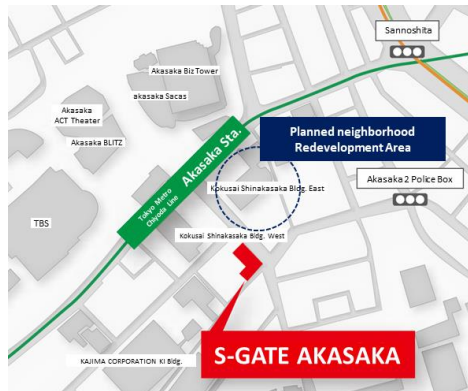 Sannoshita
Akasaka Biz Tower
akasaka Sacas
Akasaka
ACT Theater
Akasaka BLITZ
Planned neighborhood
Redevelopment Area
Akasaka Sta.
Tokyo Metro
Chiyoda Line
Akasaka 2 Police Box
Kokusai Shinakasaka Bldg. East
TBS
Kokusai Shinakasaka Bldg. West
S-GATE AKASAKA
KAJIMA CORPORATION KI Bldg.